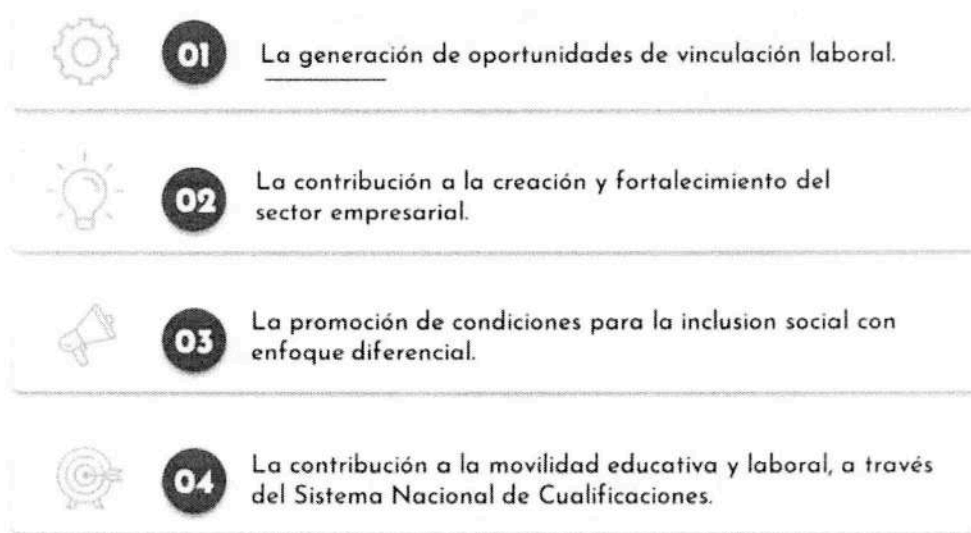 01 La generación de oportunidades de vinculación laboral.
02 La contribución a la creación y fortalecimiento del
sector empresarial.
03 La promoción de condiciones para la inclusion social con
enfoque diferencial.
04 La contribución a la movilidad educativa y laboral, a través
del Sistema Nacional de Cualificaciones.